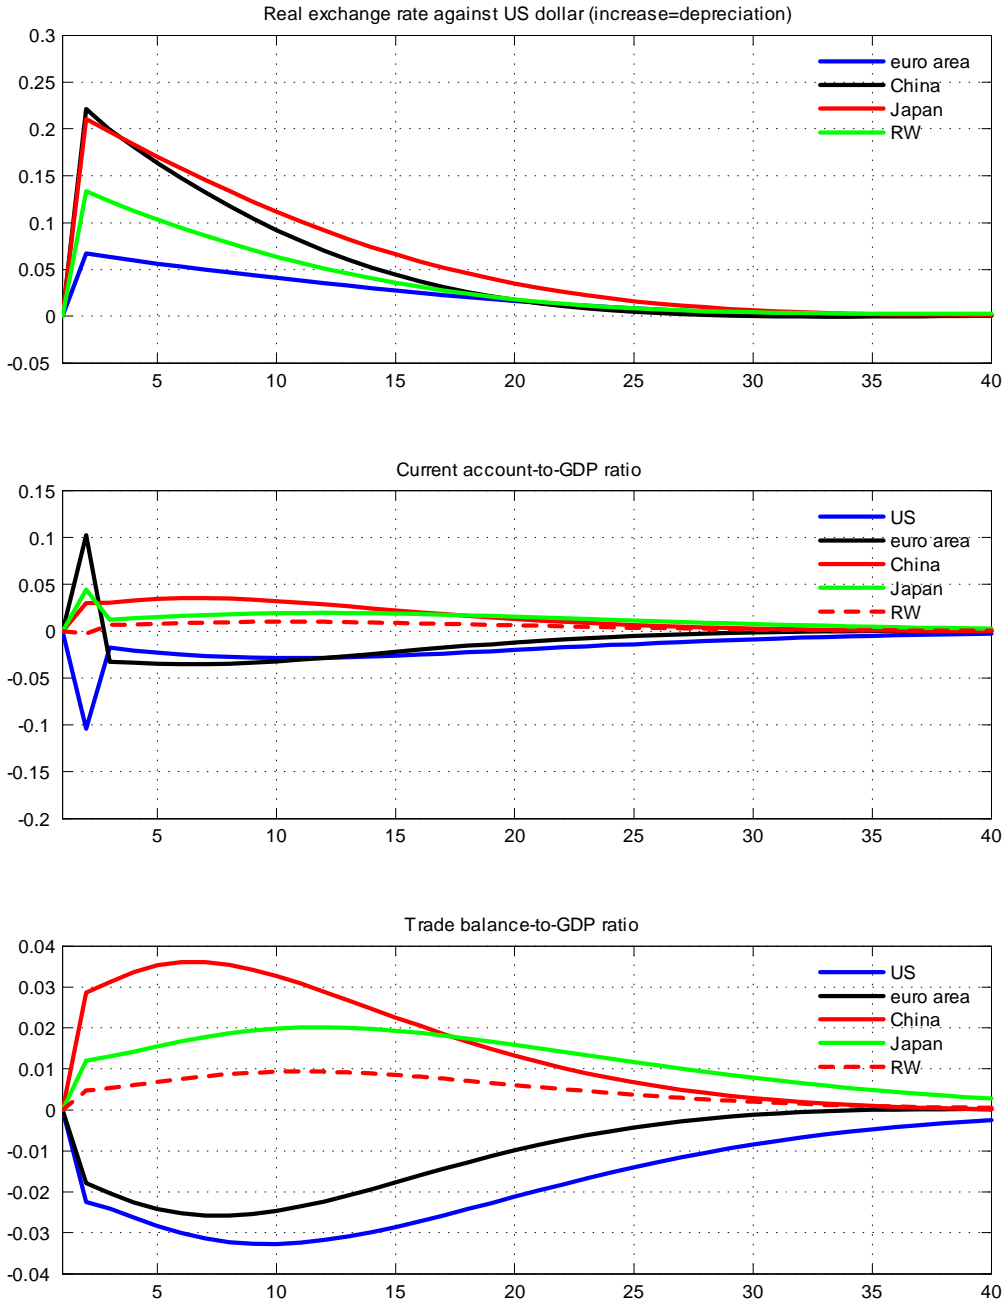 Real exchange rate against US dollar (increase=depreciation)
0.3
0.25
0.2
0.15
0.1
0.05
0
-0.05
euro area
China
Japan
RW
5 10 15 20 25 30 35 40
Current account-to-GDP ratio
0.15
0.1
0.05
0
-0.05
-0.1
-0.15
-0.2
US
euro area
China
Japan
RW
5 10 15 20 25 30 35 40
Trade balance-to-GDP ratio
0.04
0.03
0.02
0.01
0
-0.01
-0.02
-0.03
-0.04
US
euro area
China
Japan
RW
5 10 15 20 25 30 35 40